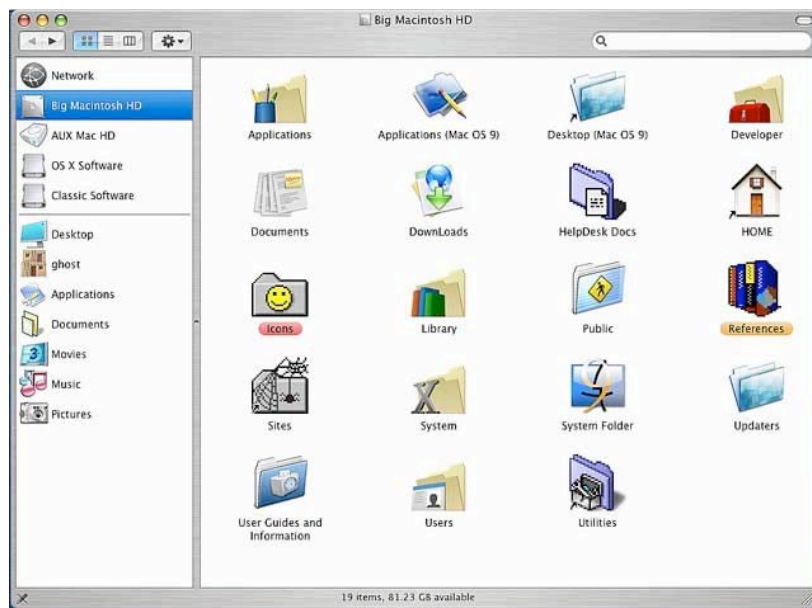 Big Macintosh HD
Network
Big Macintosh HD
AUX Mac HD
OS X Software
Classic Software
Desktop
ghost
Applications
Documents
Movies
Music
Pictures
Applications
Applications (Mac OS 9)
Desktop (Mac OS 9)
Developer
Documents
DownLoads
HelpDesk Docs
HOME
Icons
Library
Public
References
Sites
System
System Folder
Updaters
User Guides and
Information
Users
Utilities
19 items, 81.23 GB available